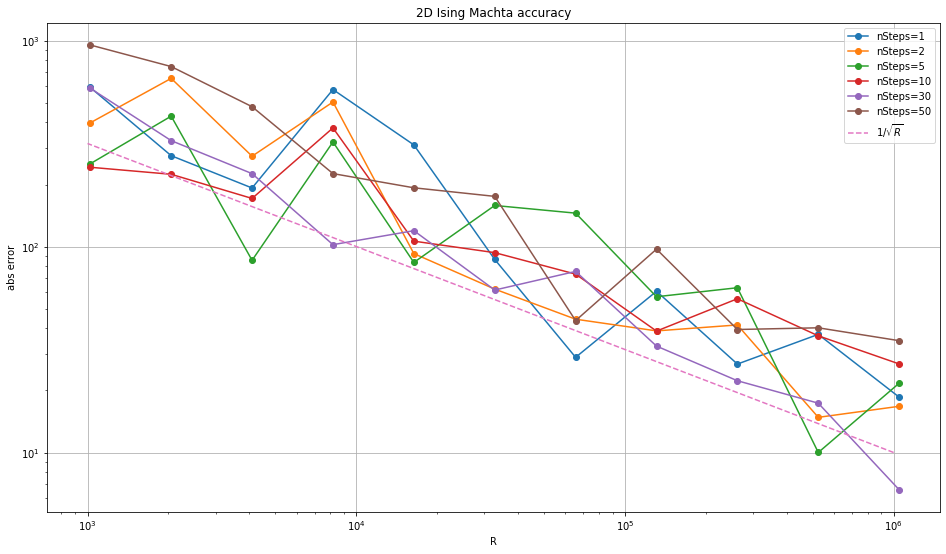 2D Ising Machta accuracy
nSteps=1
nSteps=2
nSteps=5
nSteps=10
nSteps=30
nSteps=50
1/√R
abs error
10³
10²
10¹
10³
10⁴
10⁵
10⁶
R